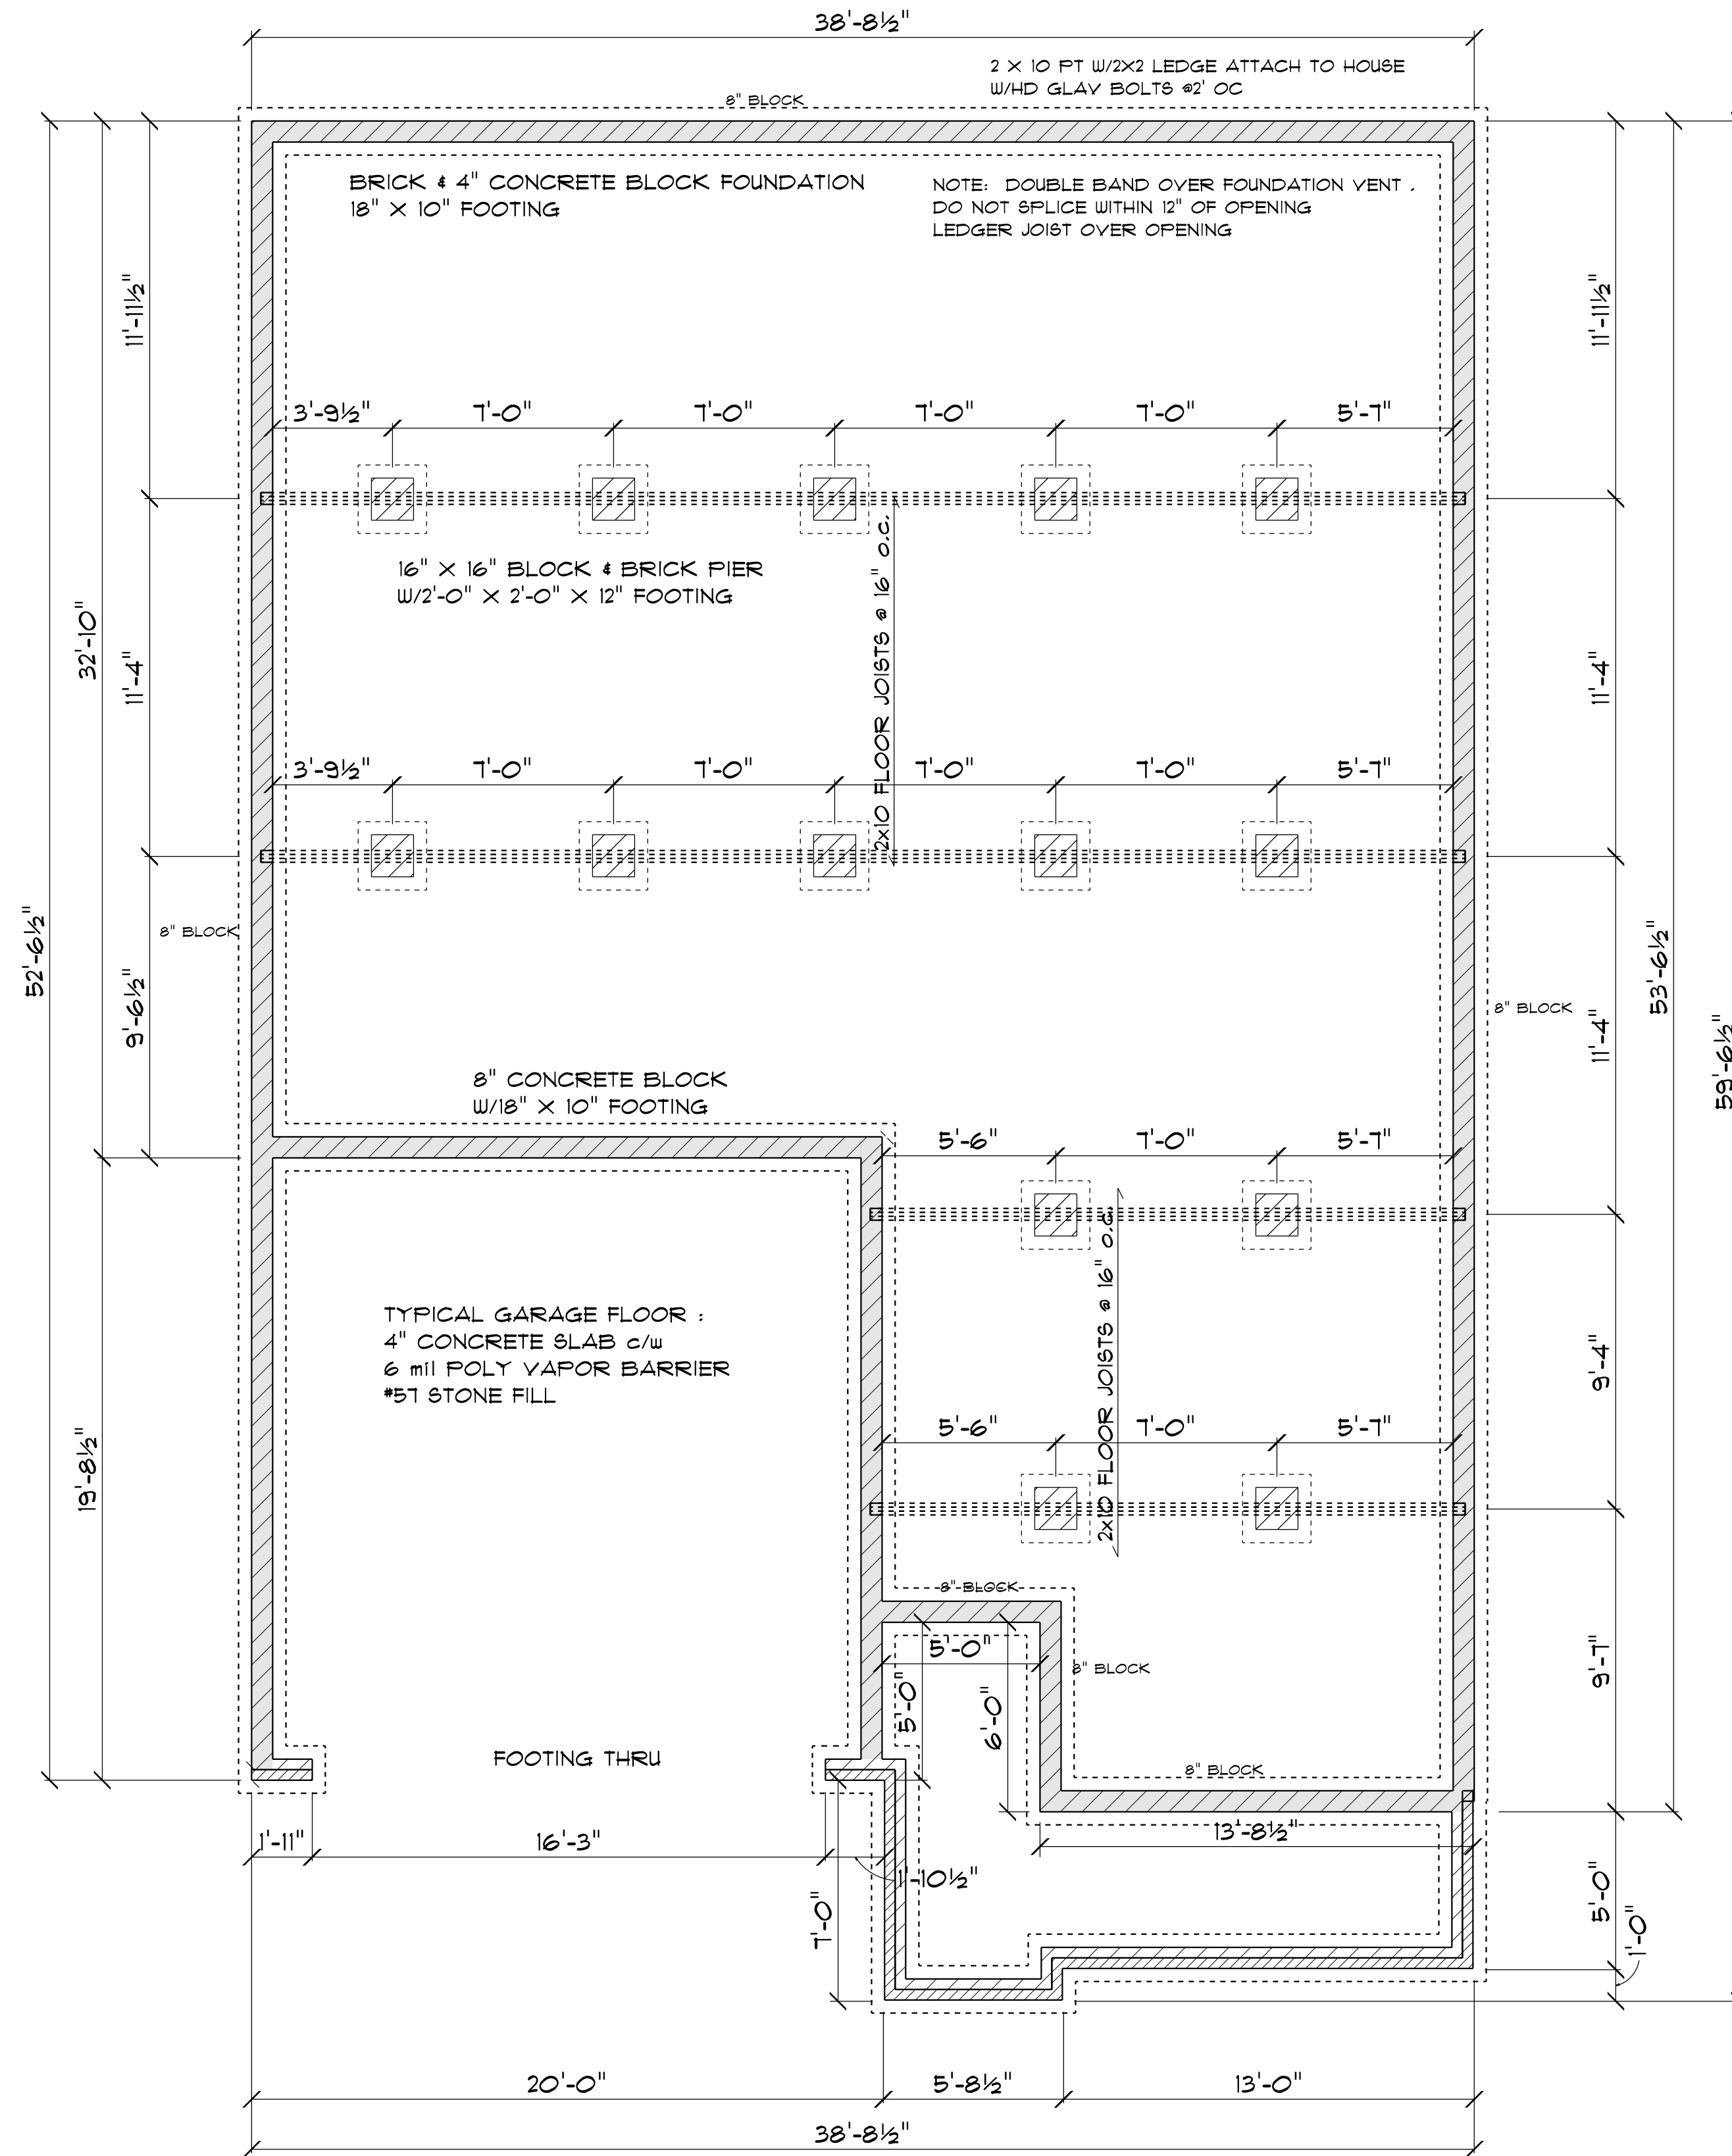 38'-8½"
2 X 10 PT W/2X2 LEDGE ATTACH TO HOUSE
W/HD GLAV BOLTS @2' OC
8" BLOCK
BRICK & 4" CONCRETE BLOCK FOUNDATION
18" X 10" FOOTING
NOTE: DOUBLE BAND OVER FOUNDATION VENT .
DO NOT SPLICE WITHIN 12" OF OPENING
LEDGER JOIST OVER OPENING
11'-11½"
11'-11½"
3'-9½" 7'-0" 7'-0" 7'-0" 7'-0" 5'-7"
16" X 16" BLOCK & BRICK PIER
W/2'-0" X 2'-0" X 12" FOOTING
2x10 FLOOR JOISTS @ 16" O.C.
32'-10"
11'-4"
11'-4"
3'-9½" 7'-0" 7'-0" 7'-0" 7'-0" 5'-7"
52'-6½"
8" BLOCK
9'-6½"
8" BLOCK
11'-4"
53'-6½"
59'-6½"
8" CONCRETE BLOCK
W/18" X 10" FOOTING
5'-6" 7'-0" 5'-7"
TYPICAL GARAGE FLOOR :
4" CONCRETE SLAB c/w
6 mil POLY VAPOR BARRIER
#57 STONE FILL
2x10 FLOOR JOISTS @ 16" O.C.
9'-4"
19'-8½"
5'-6" 7'-0" 5'-7"
8" BLOCK
5'-0"
8" BLOCK
5'-0"
6'-0"
9'-7"
FOOTING THRU
8" BLOCK
1'-11" 16'-3"
1'-10½"
13'-8½"
7'-0"
5'-0"
1'-0"
20'-0" 5'-8½" 13'-0"
38'-8½"